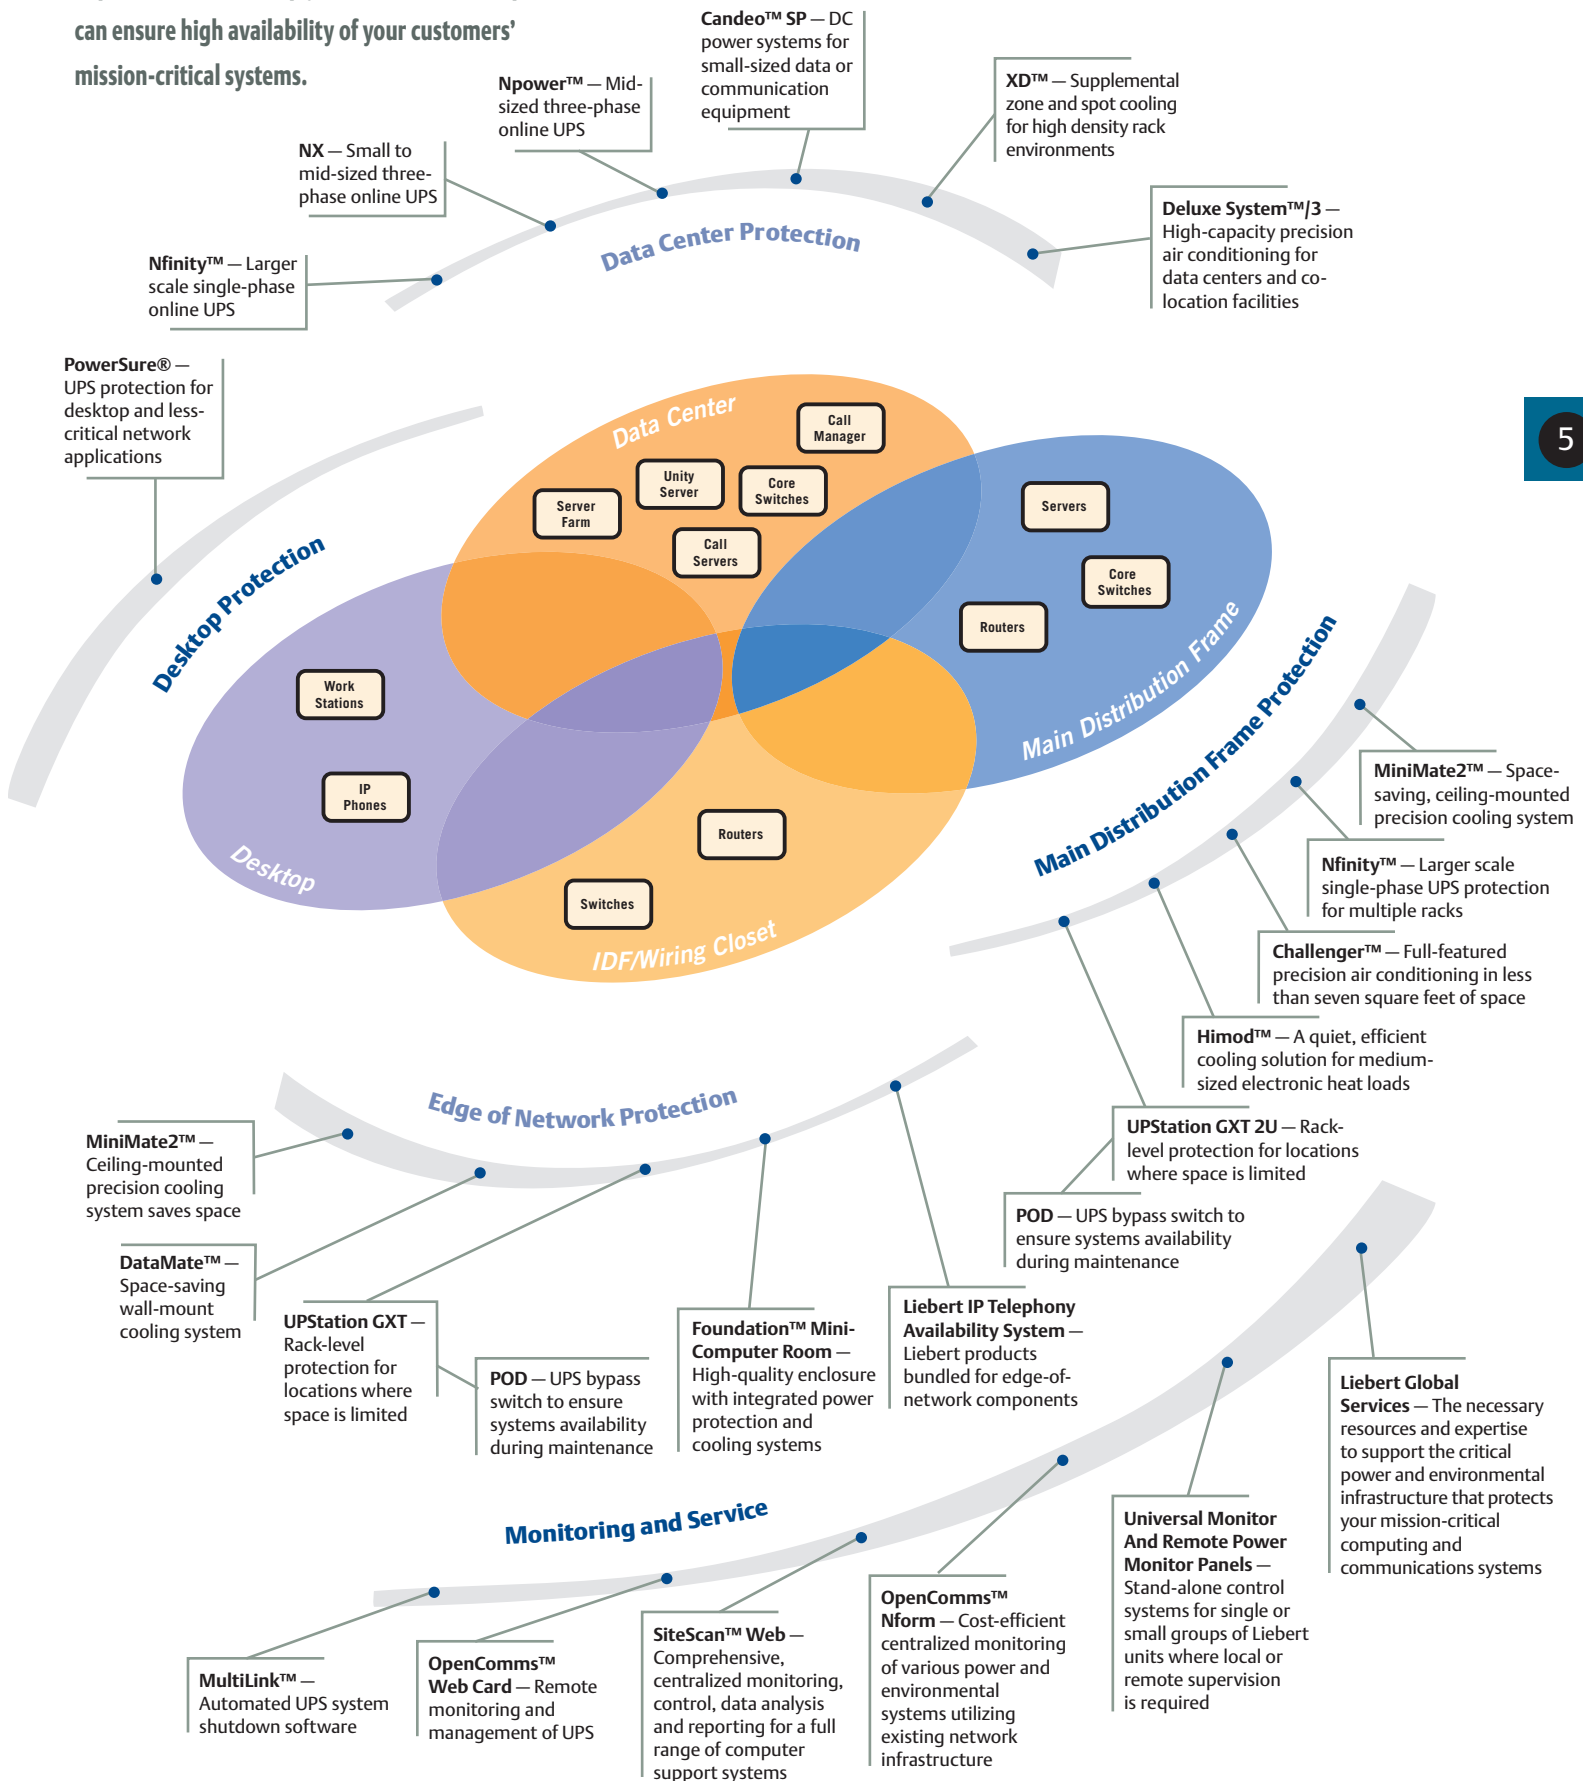 can ensure high availability of your customers’
mission-critical systems.
Candeo™ SP — DC
power systems for
small-sized data or
communication
equipment
Npower™ — Mid-
sized three-phase
online UPS
XD™ — Supplemental
zone and spot cooling
for high density rack
environments
NX — Small to
mid-sized three-
phase online UPS
Deluxe System™/3 —
High-capacity precision
air conditioning for
data centers and co-
location facilities
Nfinity™ — Larger
scale single-phase
online UPS
Data Center Protection
PowerSure® —
UPS protection for
desktop and less-
critical network
applications
5
Desktop Protection
Data Center
Call
Manager
Unity
Server
Core
Switches
Server
Farm
Call
Servers
Servers
Core
Switches
Routers
Main Distribution Frame
Work
Stations
IP
Phones
Desktop
Routers
Switches
IDF/Wiring Closet
Main Distribution Frame Protection
MiniMate2™ — Space-
saving, ceiling-mounted
precision cooling system
Nfinity™ — Larger scale
single-phase UPS protection
for multiple racks
Challenger™ — Full-featured
precision air conditioning in less
than seven square feet of space
Himod™ — A quiet, efficient
cooling solution for medium-
sized electronic heat loads
UPStation GXT 2U — Rack-
level protection for locations
where space is limited
POD — UPS bypass switch to
ensure systems availability
during maintenance
Edge of Network Protection
MiniMate2™ —
Ceiling-mounted
precision cooling
system saves space
DataMate™ —
Space-saving
wall-mount
cooling system
UPStation GXT —
Rack-level
protection for
locations where
space is limited
POD — UPS bypass
switch to ensure
systems availability
during maintenance
Foundation™ Mini-
Computer Room —
High-quality enclosure
with integrated power
protection and
cooling systems
Liebert IP Telephony
Availability System —
Liebert products
bundled for edge-of-
network components
Monitoring and Service
MultiLink™ —
Automated UPS system
shutdown software
OpenComms™
Web Card — Remote
monitoring and
management of UPS
SiteScan™ Web —
Comprehensive,
centralized monitoring,
control, data analysis
and reporting for a full
range of computer
support systems
OpenComms™
Nform — Cost-efficient
centralized monitoring
of various power and
environmental
systems utilizing
existing network
infrastructure
Universal Monitor
And Remote Power
Monitor Panels —
Stand-alone control
systems for single or
small groups of Liebert
units where local or
remote supervision
is required
Liebert Global
Services — The necessary
resources and expertise
to support the critical
power and environmental
infrastructure that protects
your mission-critical
computing and
communications systems